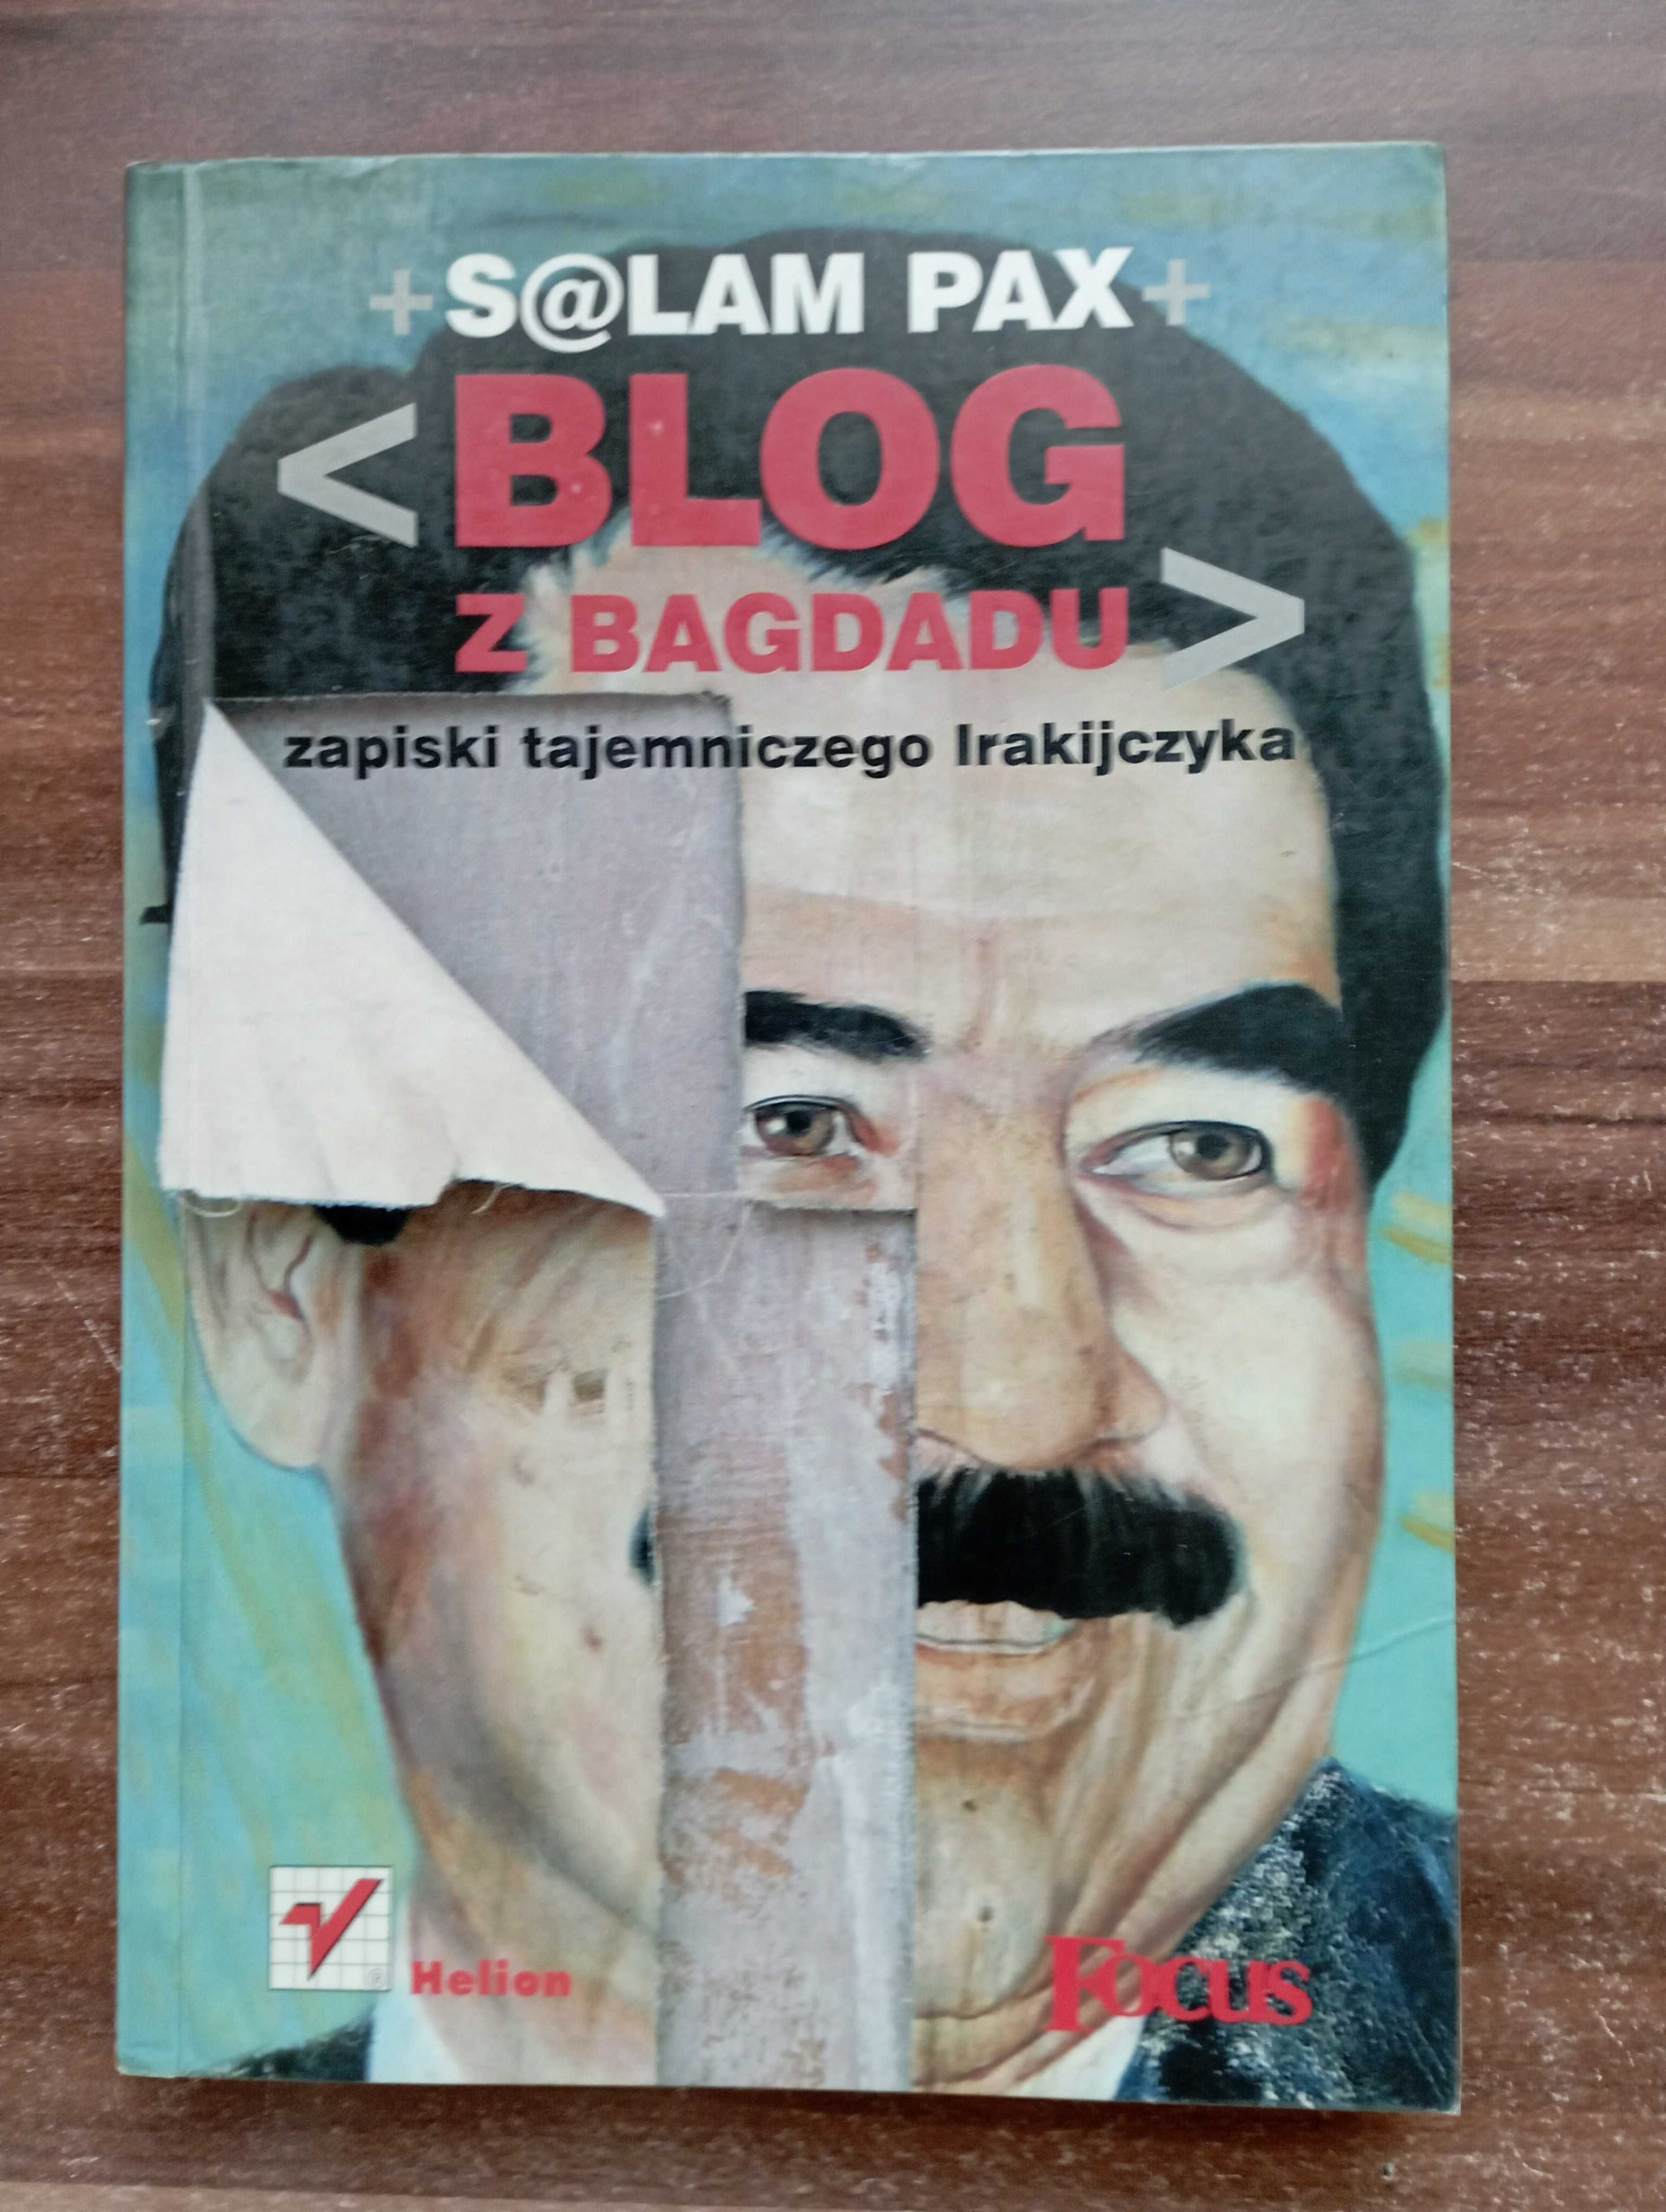 +S@LAM PAX+
<BLOG
Z BAGDADU>
zapiski tajemniczego Irakijczyka
Helion
Focus